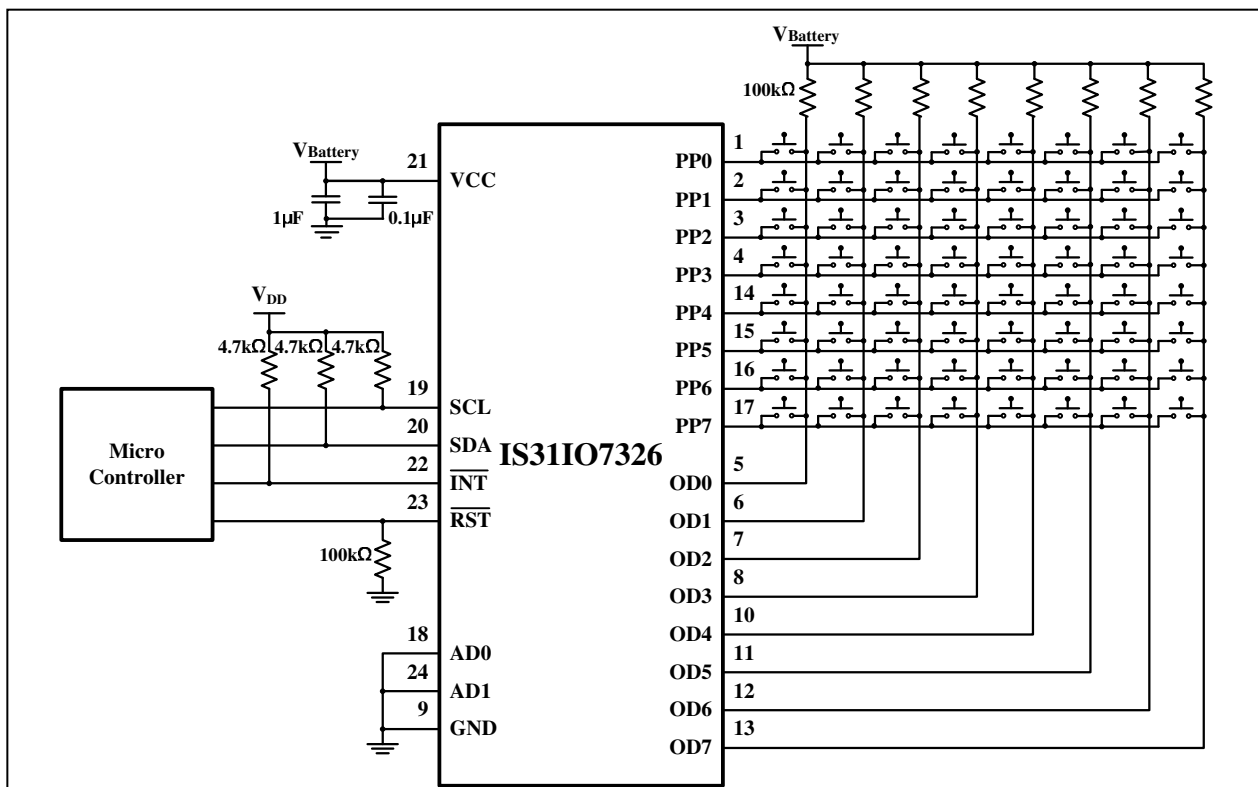 VBattery
100kΩ
VBattery
21
VCC
1μF
0.1μF
VDD
4.7kΩ 4.7kΩ 4.7kΩ
Micro
Controller
19
SCL
20
SDA
22
INT
23
RST
100kΩ
18
AD0
24
AD1
9
GND
IS31IO7326
1
PP0
2
PP1
3
PP2
4
PP3
14
PP4
15
PP5
16
PP6
17
PP7
5
OD0
6
OD1
7
OD2
8
OD3
10
OD4
11
OD5
12
OD6
13
OD7